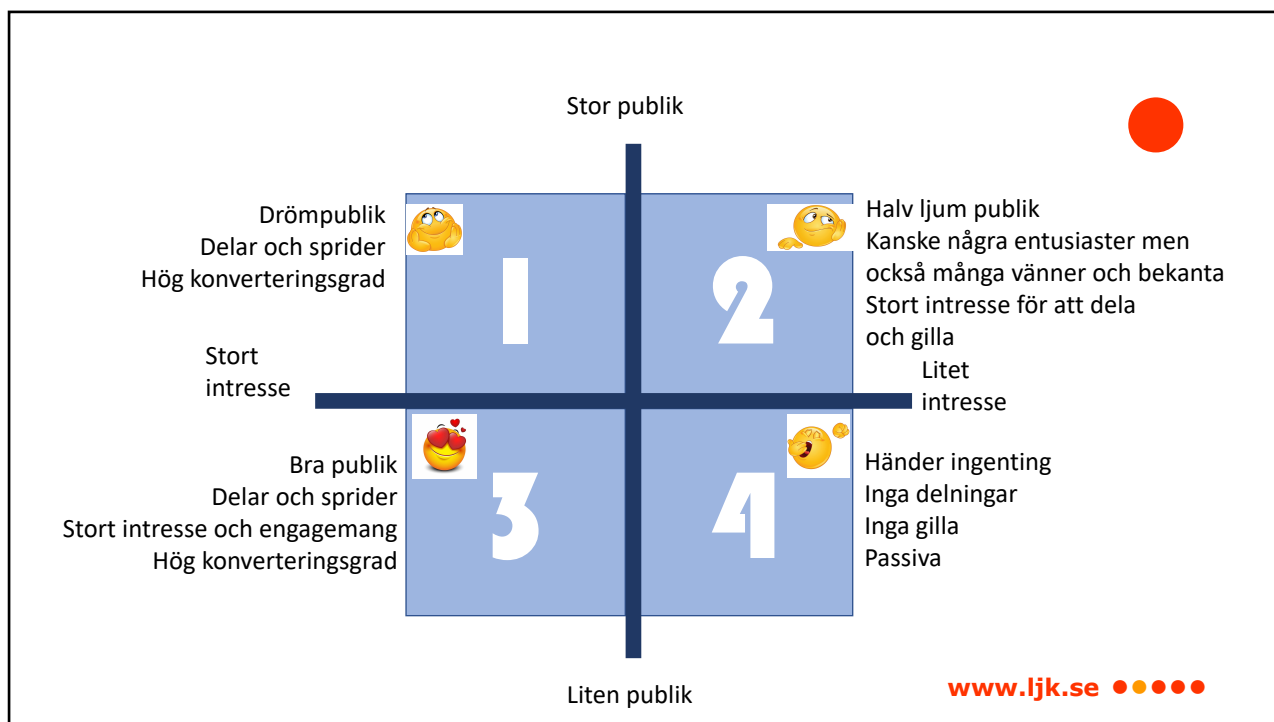 Stor publik
Drömpublik
Delar och sprider
Hög konverteringsgrad
1
2
Halv ljum publik
Kanske några entusiaster men
också många vänner och bekanta
Stort intresse för att dela
och gilla
Stort
intresse
Litet
intresse
Bra publik
Delar och sprider
Stort intresse och engagemang
Hög konverteringsgrad
3
4
Händer ingenting
Inga delningar
Inga gilla
Passiva
Liten publik
www.ljk.se